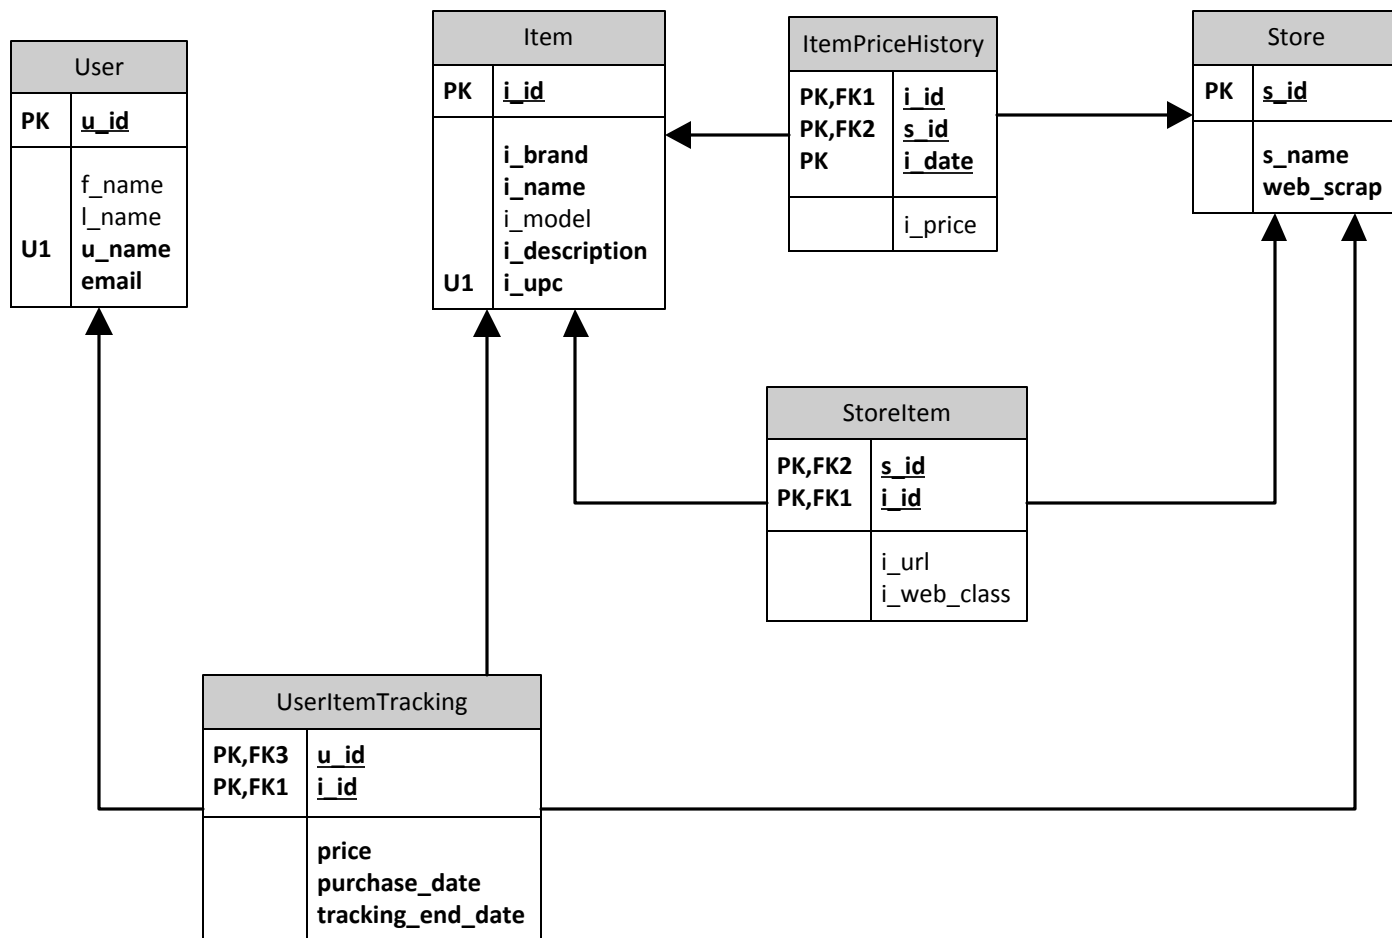 User
PK u_id
f_name
l_name
U1 u_name
email
Item
PK i_id
i_brand
i_name
i_model
i_description
U1 i_upc
ItemPriceHistory
PK,FK1 i_id
PK,FK2 s_id
PK i_date
i_price
Store
PK s_id
s_name
web_scrap
StoreItem
PK,FK2 s_id
PK,FK1 i_id
i_url
i_web_class
UserItemTracking
PK,FK3 u_id
PK,FK1 i_id
price
purchase_date
tracking_end_date